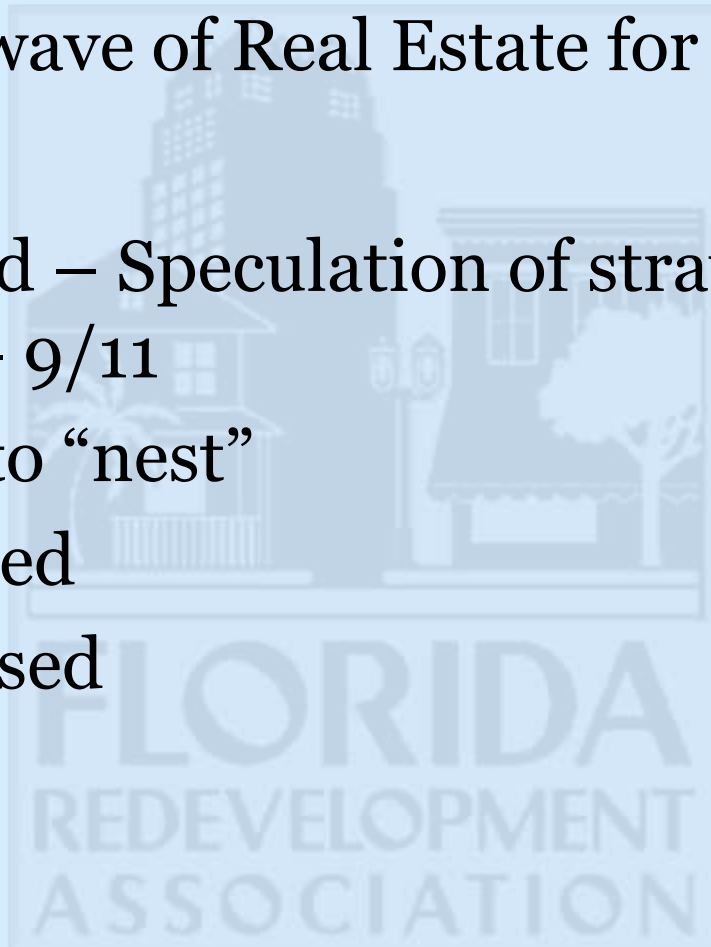 wave of Real Estate for
d – Speculation of stra
- 9/11
to “nest”
ed
sed
FLORIDA
REDEVELOPMENT
ASSOCIATION